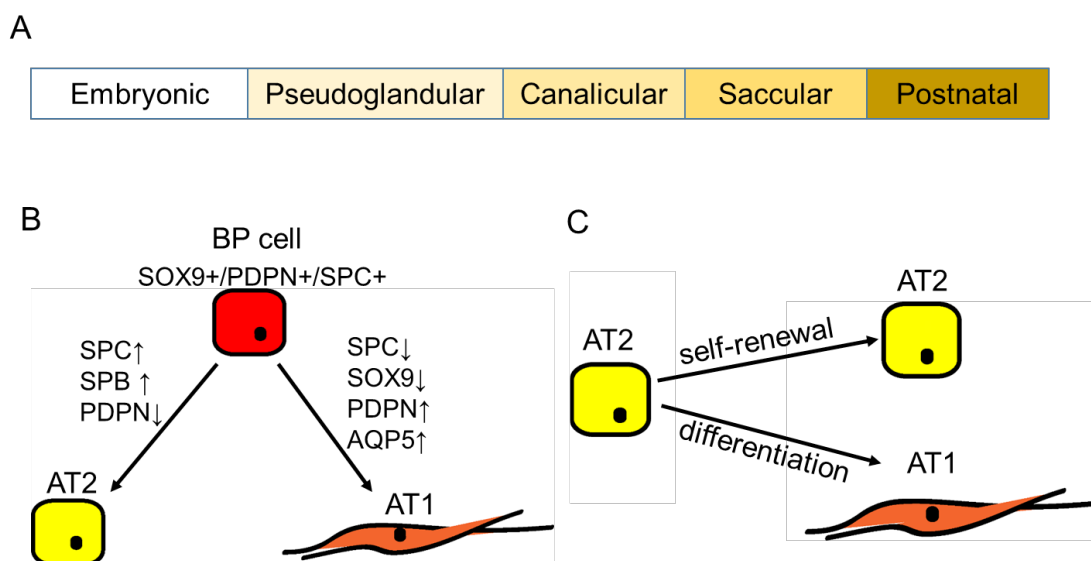 A
Embryonic Pseudoglandular Canalicular Saccular Postnatal
B
BP cell
SOX9+/PDPN+/SPC+
SPC↑
SPB ↑
PDPN↓
SPC↓
SOX9↓
PDPN↑
AQP5↑
AT2
AT1
C
AT2
self-renewal
AT2
differentiation
AT1